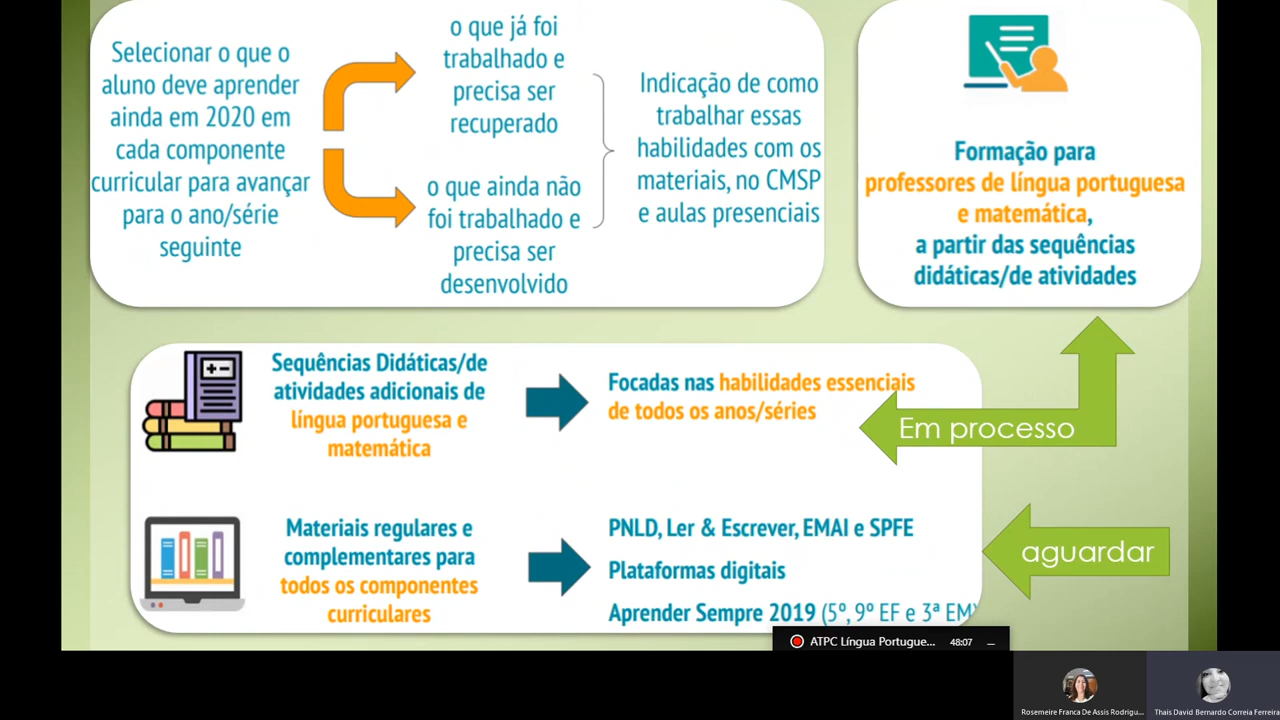 Selecionar o que o
aluno deve aprender
ainda em 2020 em
cada componente
curricular para avançar
para o ano/série
seguinte
o que já foi
trabalhado e
precisa ser
recuperado
o que ainda não
foi trabalhado e
precisa ser
desenvolvido
Indicação de como
trabalhar essas
habilidades com os
materiais, no CMSP
e aulas presenciais
Formação para
professores de língua portuguesa
e matemática,
a partir das sequências
didáticas/de atividades
Sequências Didáticas/de
atividades adicionais de
língua portuguesa e
matemática
Focadas nas habilidades essenciais
de todos os anos/séries
Em processo
Materiais regulares e
complementares para
todos os componentes
curriculares
PNLD, Ler & Escrever, EMAI e SPFE
Plataformas digitais
Aprender Sempre 2019 (5º, 9º EF e 3ª EM)
aguardar
ATPC Língua Portugue... 48:07
Rosemeire Franca De Assis Rodrigu...
Thais David Bernardo Correia Ferreira